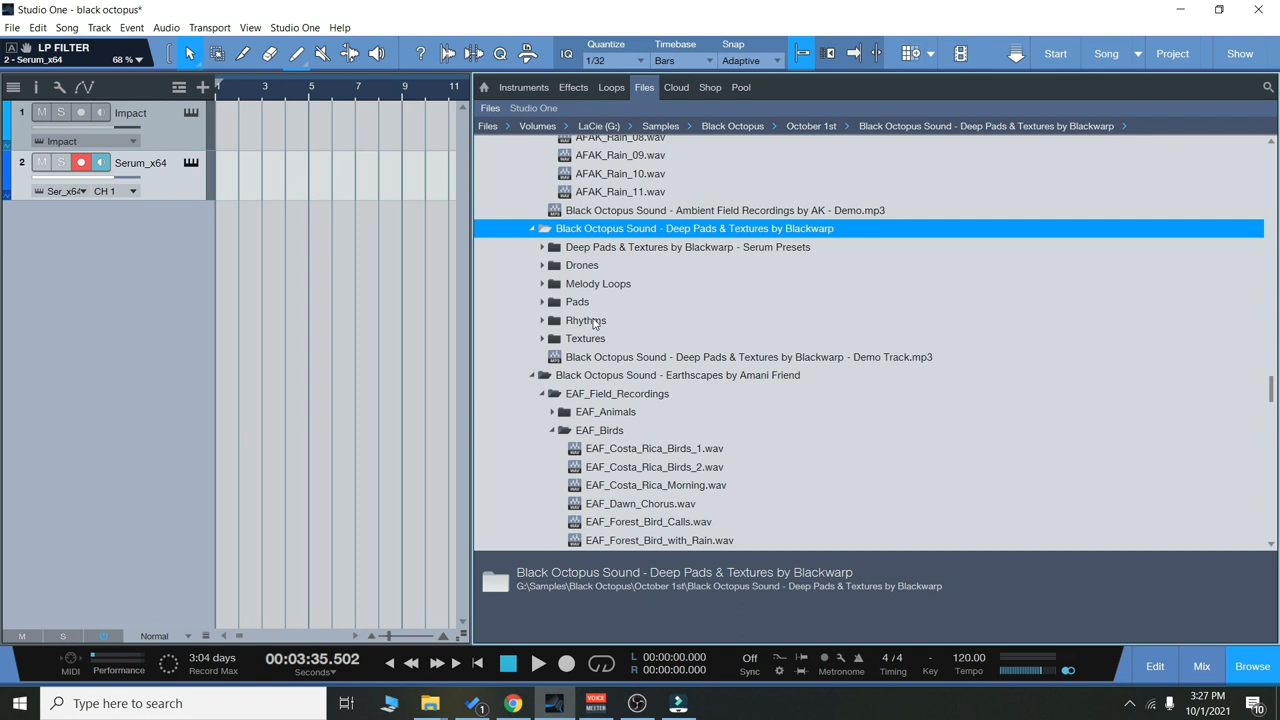 Studio One - black octopus*
File Edit Song Track Event Audio Transport View Studio One Help
LP FILTER
2 - Serum_x64 68 %
IQ
Quantize Timebase Snap
1/32 Bars Adaptive
Start Song Project Show
1 3 5 7 9 11
Instruments Effects Loops Files Cloud Shop Pool
Files Studio One
Files Volumes LaCie (G:) Samples Black Octopus October 1st Black Octopus Sound - Deep Pads & Textures by Blackwarp
1 M S Impact
Impact
2 M S Serum_x64
Ser_x64 CH 1
AFAK_Rain_08.wav
AFAK_Rain_09.wav
AFAK_Rain_10.wav
AFAK_Rain_11.wav
Black Octopus Sound - Ambient Field Recordings by AK - Demo.mp3
Black Octopus Sound - Deep Pads & Textures by Blackwarp
Deep Pads & Textures by Blackwarp - Serum Presets
Drones
Melody Loops
Pads
Rhythms
Textures
Black Octopus Sound - Deep Pads & Textures by Blackwarp - Demo Track.mp3
Black Octopus Sound - Earthscapes by Amani Friend
EAF_Field_Recordings
EAF_Animals
EAF_Birds
EAF_Costa_Rica_Birds_1.wav
EAF_Costa_Rica_Birds_2.wav
EAF_Costa_Rica_Morning.wav
EAF_Dawn_Chorus.wav
EAF_Forest_Bird_Calls.wav
EAF_Forest_Bird_with_Rain.wav
Black Octopus Sound - Deep Pads & Textures by Blackwarp
G:\Samples\Black Octopus\October 1st\Black Octopus Sound - Deep Pads & Textures by Blackwarp
M S Normal
MIDI Performance
3:04 days
Record Max
00:03:35.502
Seconds
L 00:00:00.000
R 00:00:00.000
Off
Sync
Metronome
4 / 4
Timing
-
Key
120.00
Tempo
Edit Mix Browse
Type here to search
1
VOICE
MEETER
3:27 PM
10/1/2021
10